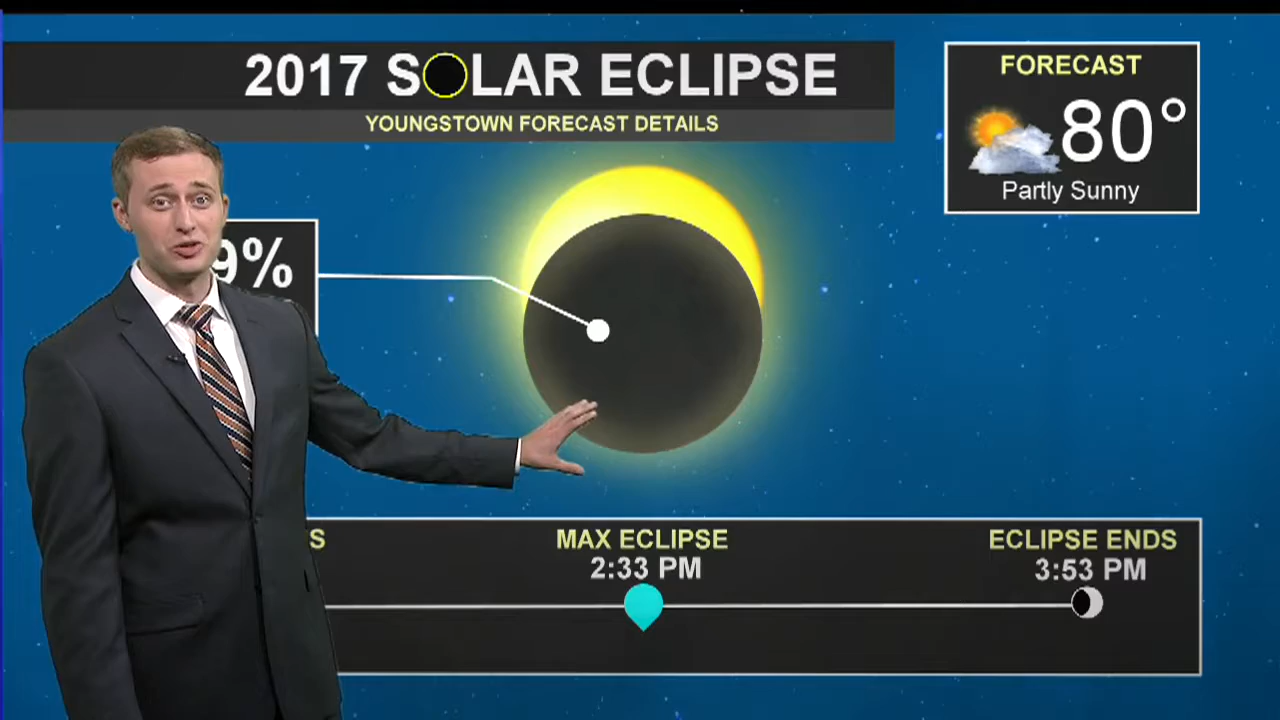 2017 SOLAR ECLIPSE
YOUNGSTOWN FORECAST DETAILS
FORECAST
80°
Partly Sunny
9%
S
MAX ECLIPSE
2:33 PM
ECLIPSE ENDS
3:53 PM